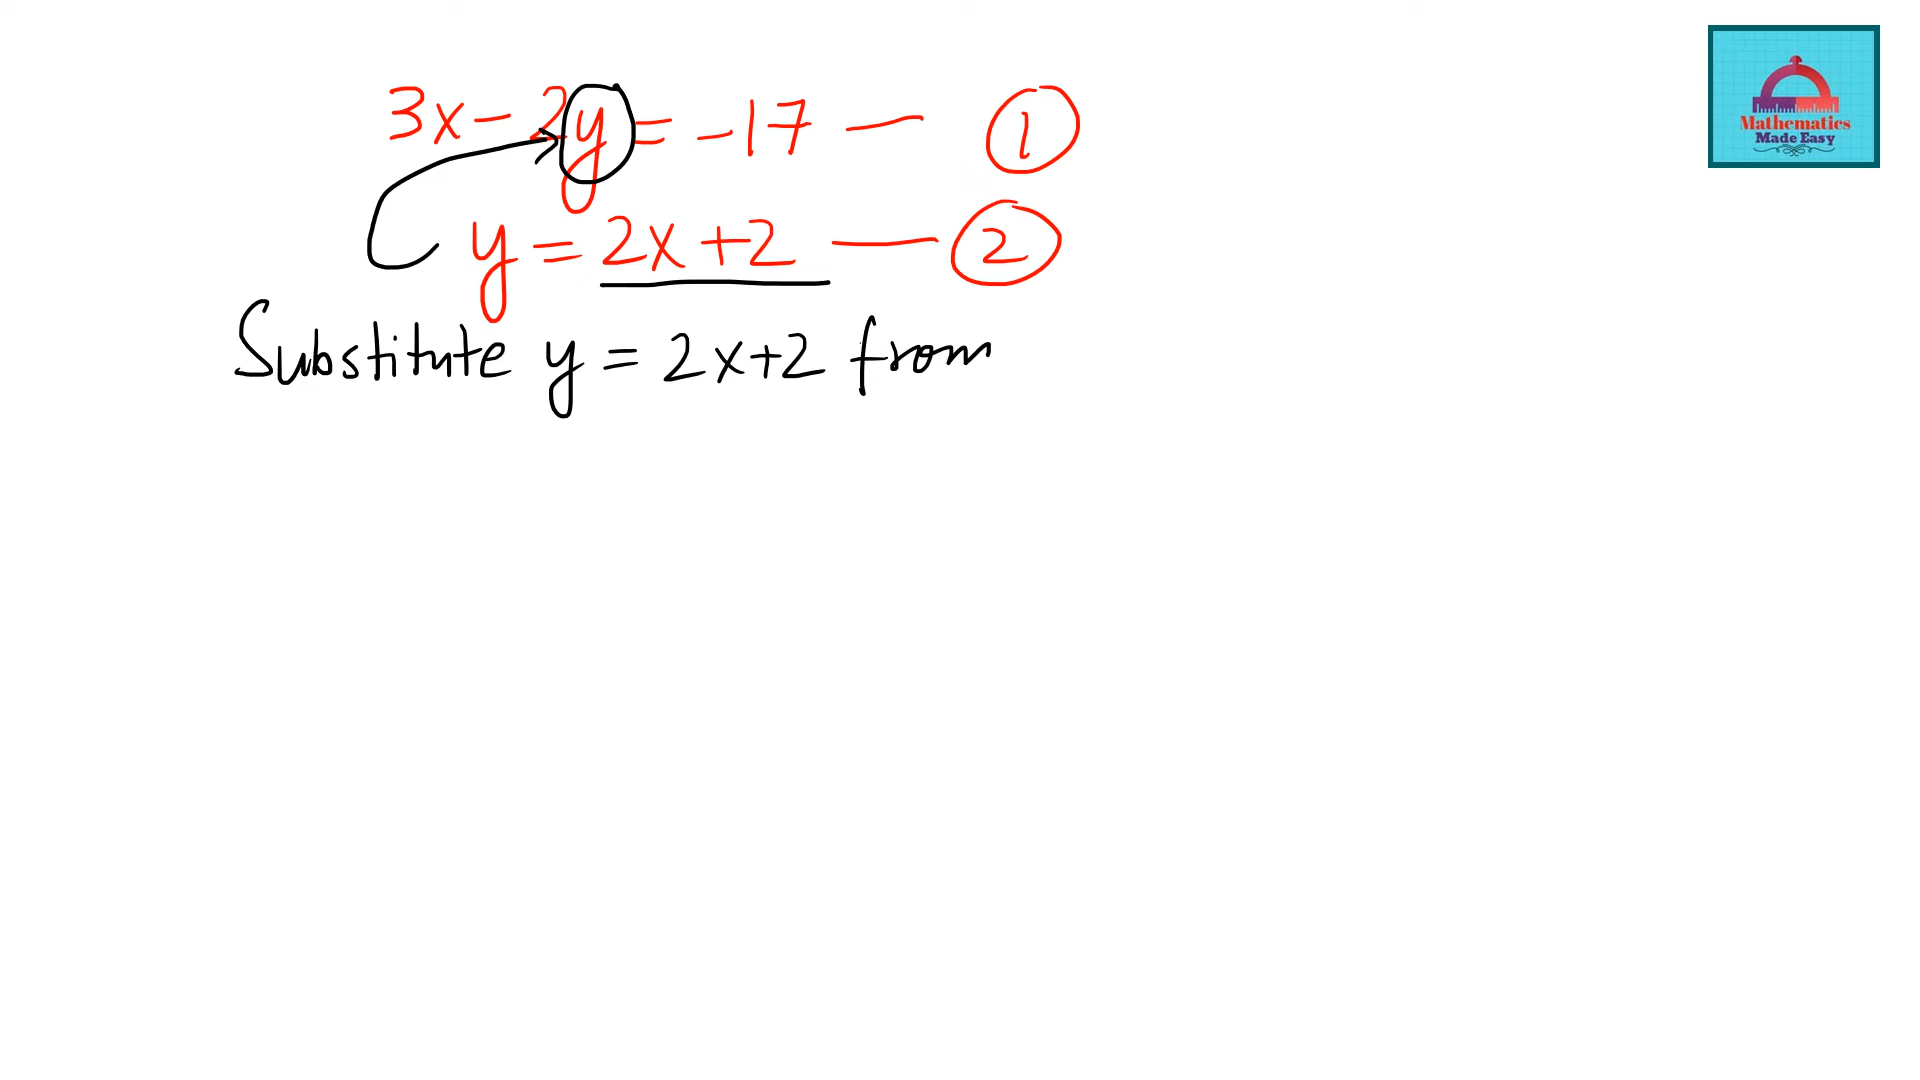 3x - 2y = -17 — 1
y = 2x + 2 — 2
Substitute y = 2x+2 from
Mathematics
Made Easy